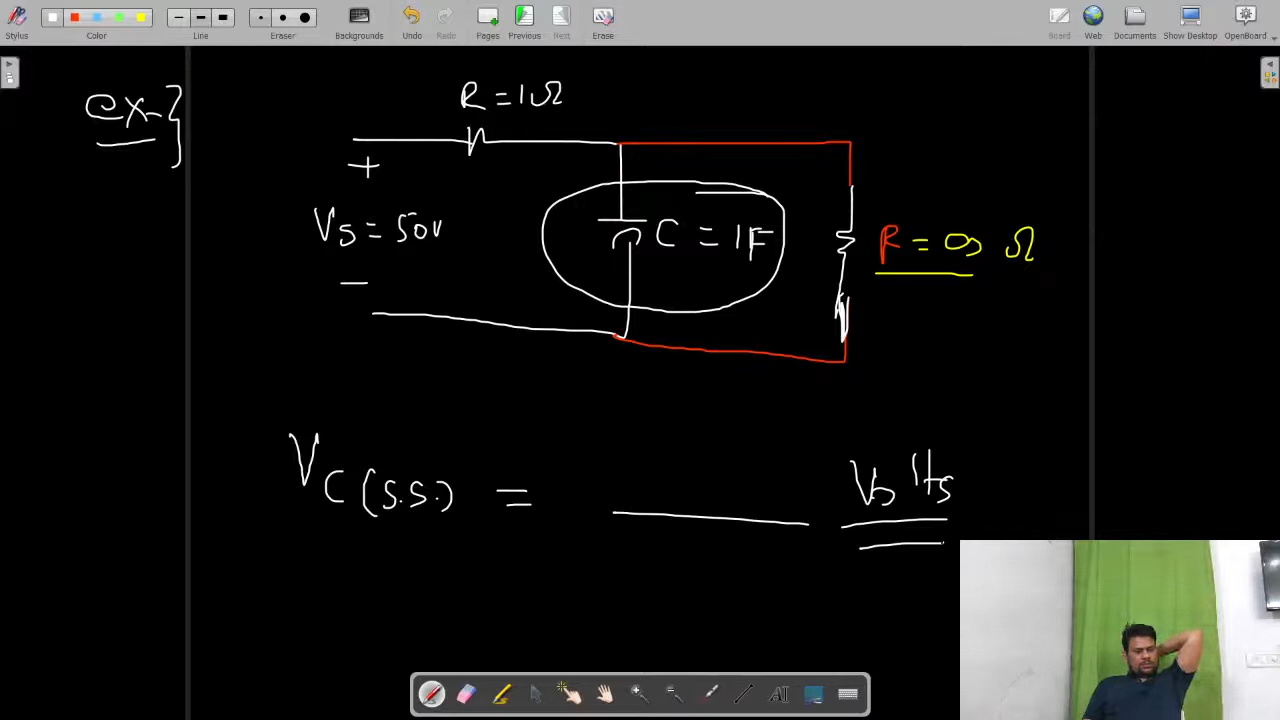 Stylus
Color
Line
Eraser
Backgrounds
Undo
Redo
Pages
Previous
Next
Erase
Board
Web
Documents
Show Desktop
OpenBoard
ex-}
R = 1Ω
+
Vs = 50V
−
C = 1F
R = ∞ Ω
Vc(s.s.) = ________ Volts